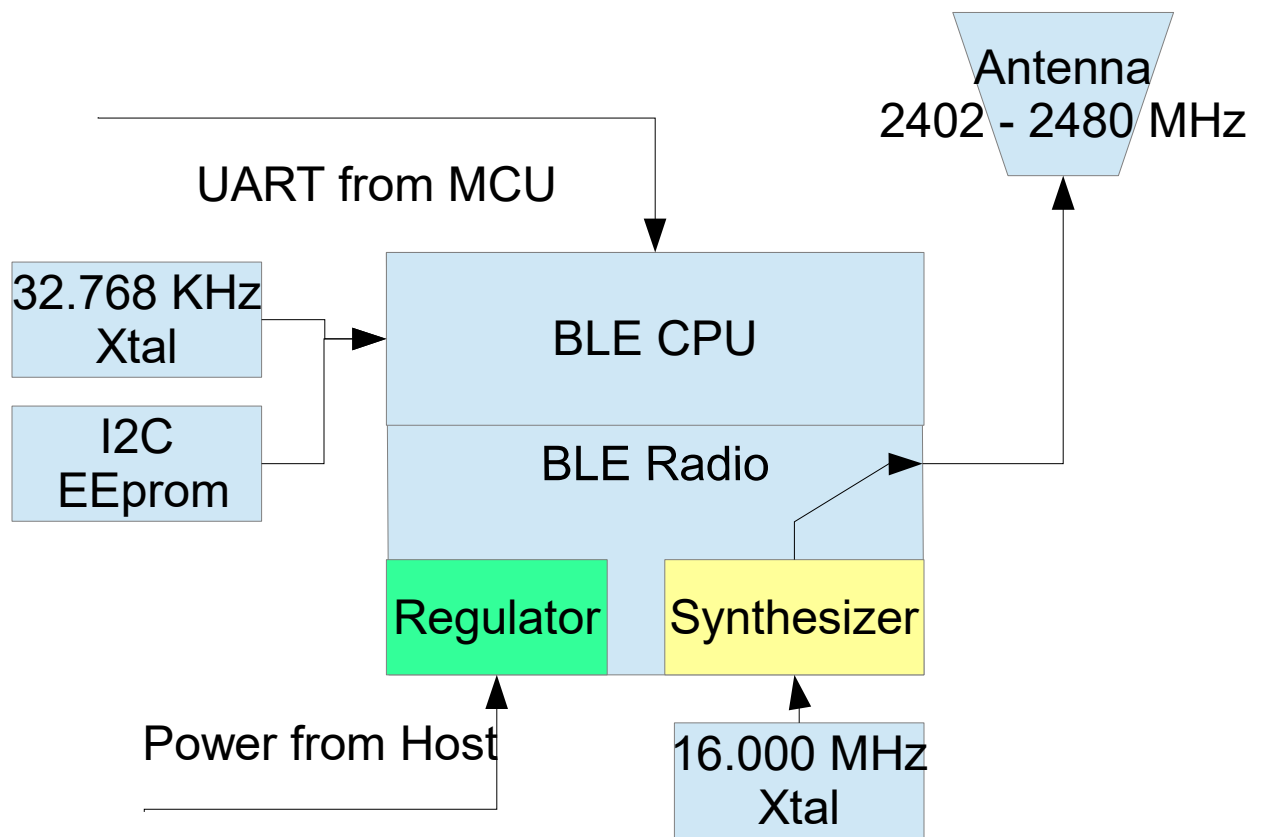 Antenna
2402 - 2480 MHz
UART from MCU
32.768 KHz
Xtal
BLE CPU
I2C
EEprom
BLE Radio
Regulator
Synthesizer
Power from Host
16.000 MHz
Xtal